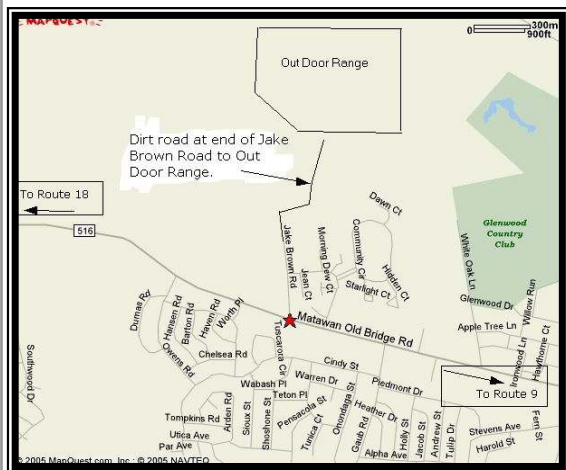 MAPQUEST
300m
0
900ft
Out Door Range
Dirt road at end of Jake
Brown Road to Out
Door Range.
To Route 18
516
Dawn Ct
Glenwood
Country
Club
Jake Brown Rd
Morning Dew Ct
Community Cir
Hidden Ct
Jean Ct
Starlight Ct
White Oak Ln
Glenwood Dr
Willow Run
Dumas Rd
Hansen Rd
Barton Rd
Haven Rd
Worth Pl
Matawan Old Bridge Rd
Apple Tree Ln
Ironwood Ln
Hawthorne Ct
Owens Rd
Chelsea Rd
Tuscarora Cir
Cindy St
Southwood Dr
Warren Dr
Piedmont Dr
To Route 9
Wabash Pl
Teton Pl
Arden Rd
Sioux St
Shoshone St
Pensacola St
Tunica Ct
Onondaga St
Heather Dr
Gaub Rd
Holly St
Jacob St
Andrew St
Tulip Dr
Fern St
Tompkins Rd
Utica Ave
Par Ave
Alpha Ave
Stevens Ave
Harold St
© 2005 MapQuest.com, Inc.; © 2005 NAVTEQ